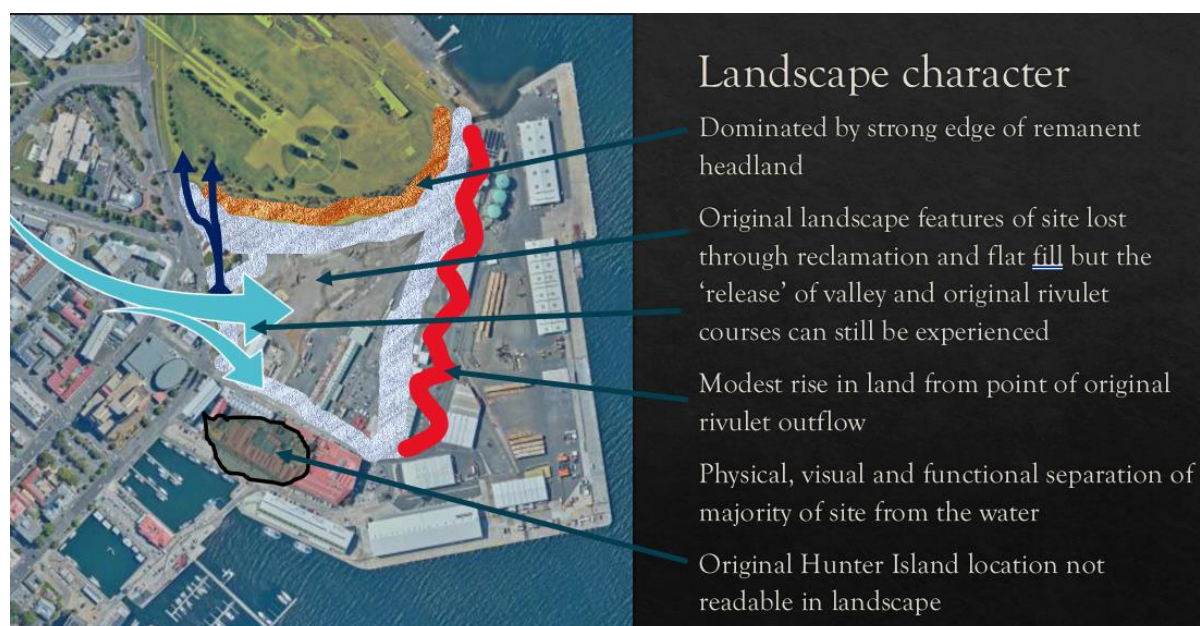 Landscape character
Dominated by strong edge of remanent
headland
Original landscape features of site lost
through reclamation and flat fill but the
‘release’ of valley and original rivulet
courses can still be experienced
Modest rise in land from point of original
rivulet outflow
Physical, visual and functional separation of
majority of site from the water
Original Hunter Island location not
readable in landscape